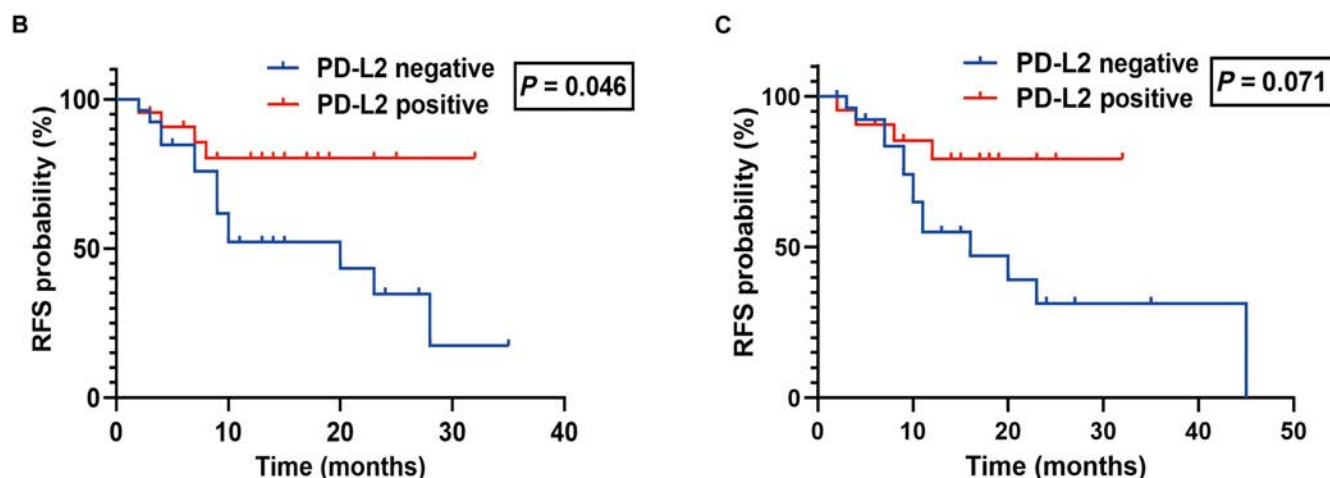 B
PD-L2 negative
PD-L2 positive
P = 0.046
RFS probability (%)
100
50
0
0 10 20 30 40
Time (months)
C
PD-L2 negative
PD-L2 positive
P = 0.071
RFS probability (%)
100
50
0
0 10 20 30 40 50
Time (months)